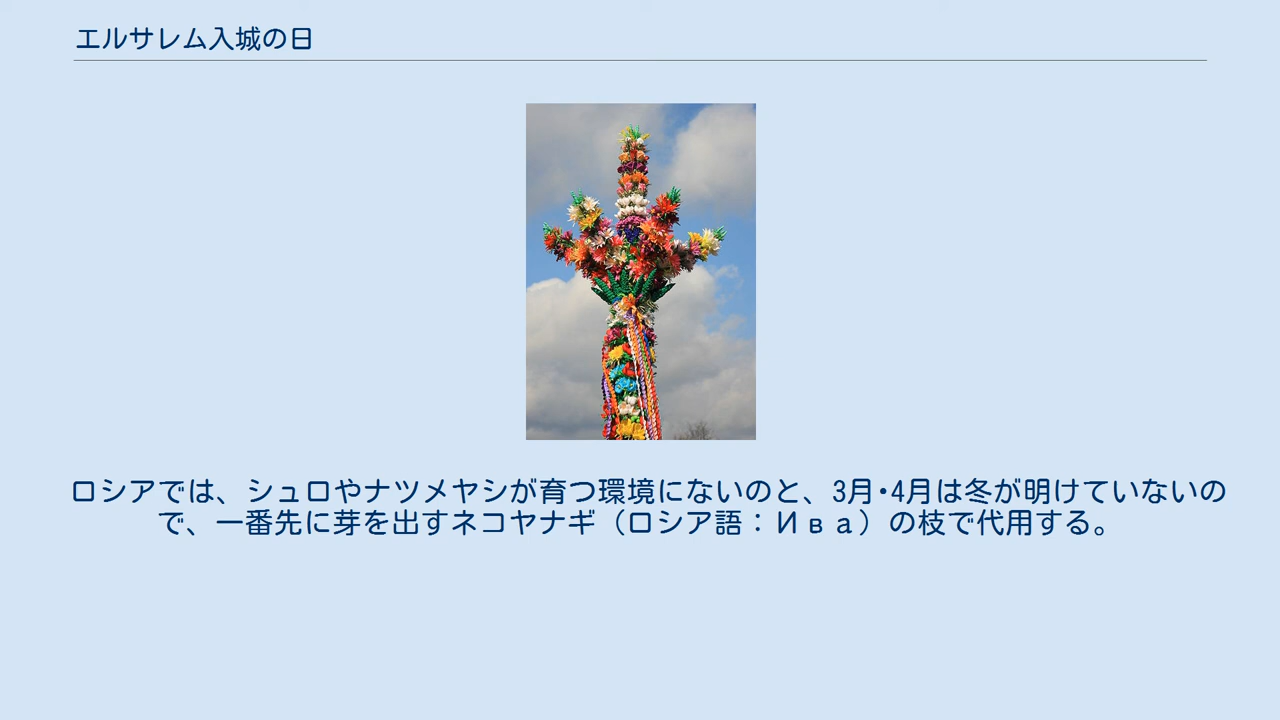 エルサレム入城の日
ロシアでは、シュロやナツメヤシが育つ環境にないのと、3月・4月は冬が明けていないの
で、一番先に芽を出すネコヤナギ（ロシア語：Ива）の枝で代用する。